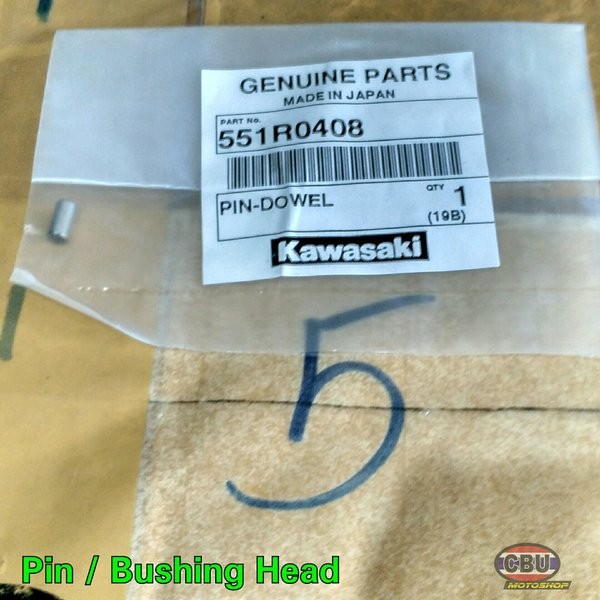 GENUINE PARTS
MADE IN JAPAN
PART No.
551R0408
PIN-DOWEL
QTY 1
(19B)
Kawasaki
5
Pin / Bushing Head
CBU
MOTOSHOP